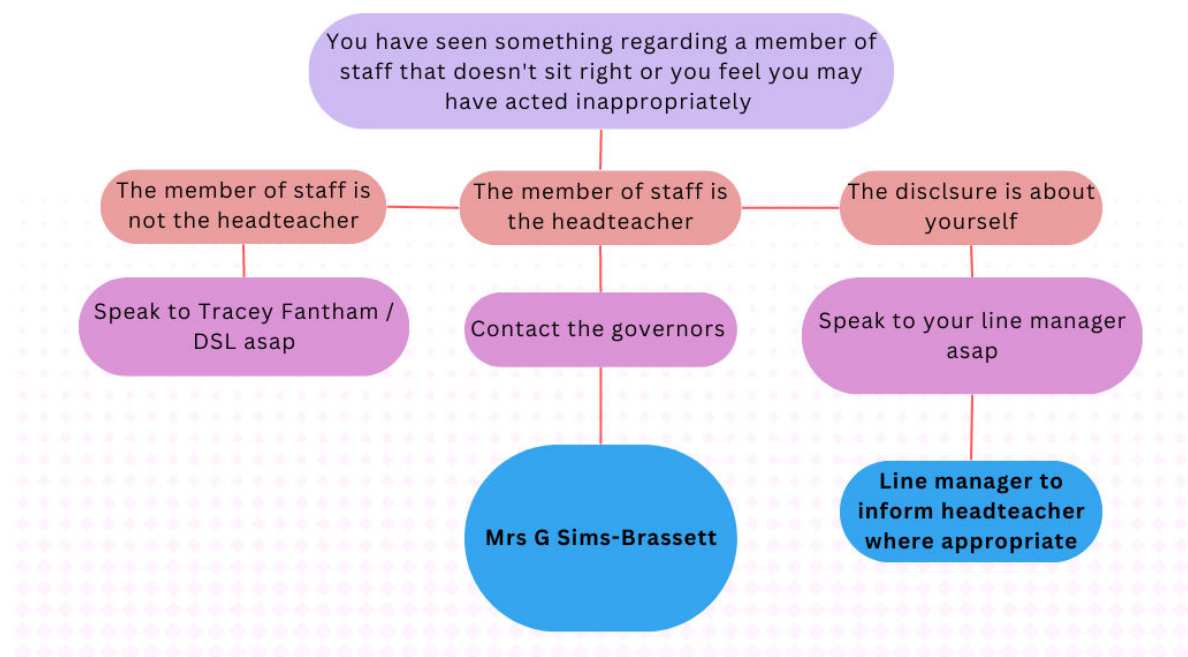 You have seen something regarding a member of
staff that doesn't sit right or you feel you may
have acted inappropriately
The member of staff is
not the headteacher
The member of staff is
the headteacher
The disclsure is about
yourself
Speak to Tracey Fantham /
DSL asap
Contact the governors
Speak to your line manager
asap
Mrs G Sims-Brassett
Line manager to
inform headteacher
where appropriate